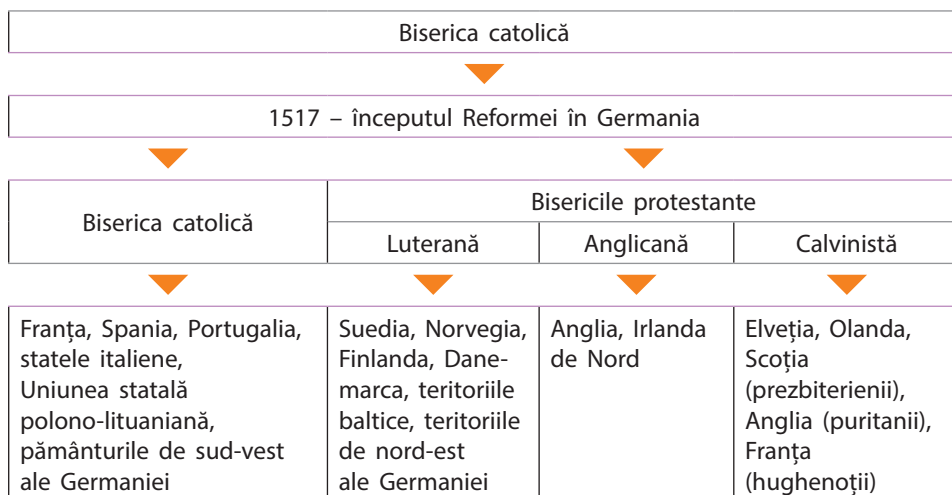 Biserica catolică
1517 – începutul Reformei în Germania
Biserica catolică
Bisericile protestante
Luterană
Anglicană
Calvinistă
Franța, Spania, Portugalia,
statele italiene,
Uniunea statală
polono-lituaniană,
pământurile de sud-vest
ale Germaniei
Suedia, Norvegia,
Finlanda, Dane-
marca, teritoriile
baltice, teritoriile
de nord-est
ale Germaniei
Anglia, Irlanda
de Nord
Elveția, Olanda,
Scoția
(prezbiterienii),
Anglia (puritanii),
Franța
(hughenoții)